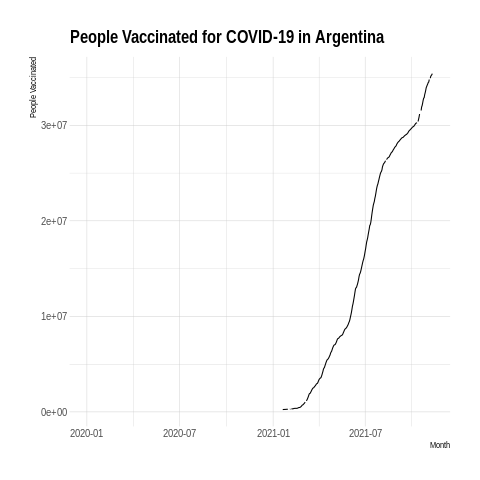 People Vaccinated for COVID-19 in Argentina
People Vaccinated
3e+07
2e+07
1e+07
0e+00
2020-01 2020-07 2021-01 2021-07
Month